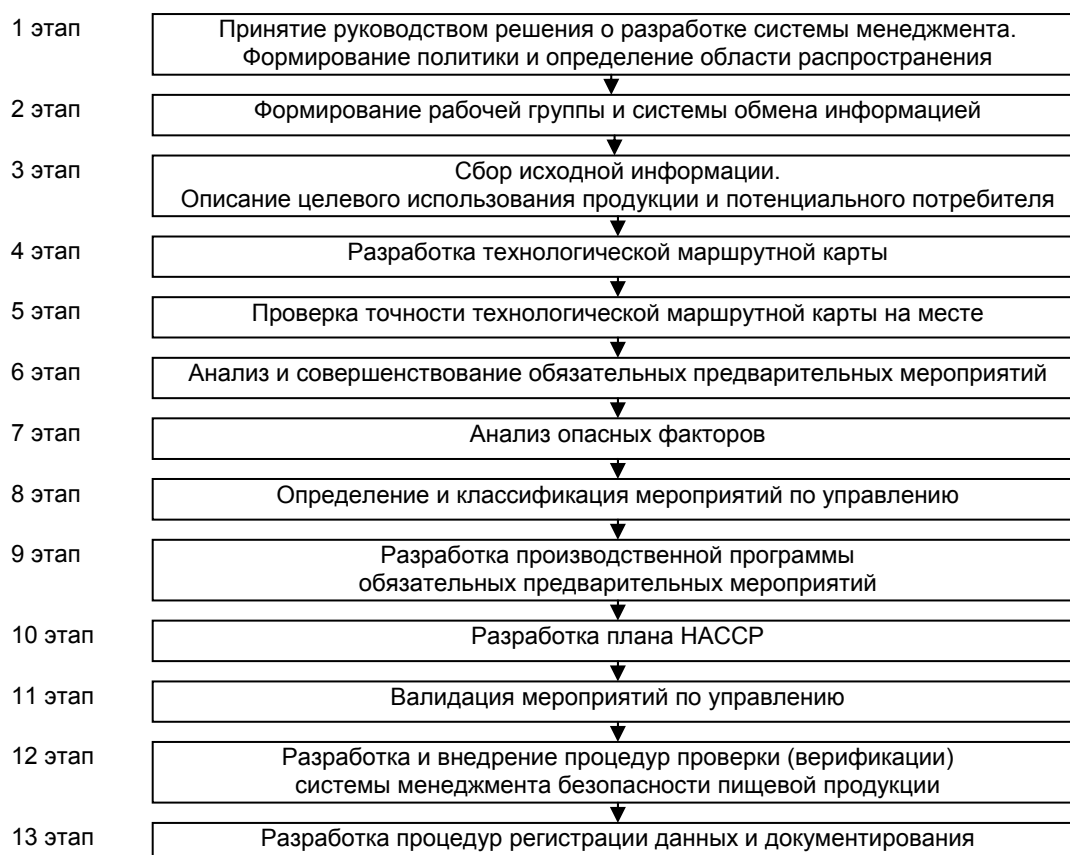 1 этап
Принятие руководством решения о разработке системы менеджмента.
Формирование политики и определение области распространения
2 этап
Формирование рабочей группы и системы обмена информацией
3 этап
Сбор исходной информации.
Описание целевого использования продукции и потенциального потребителя
4 этап
Разработка технологической маршрутной карты
5 этап
Проверка точности технологической маршрутной карты на месте
6 этап
Анализ и совершенствование обязательных предварительных мероприятий
7 этап
Анализ опасных факторов
8 этап
Определение и классификация мероприятий по управлению
9 этап
Разработка производственной программы
обязательных предварительных мероприятий
10 этап
Разработка плана НАССР
11 этап
Валидация мероприятий по управлению
12 этап
Разработка и внедрение процедур проверки (верификации)
системы менеджмента безопасности пищевой продукции
13 этап
Разработка процедур регистрации данных и документирования